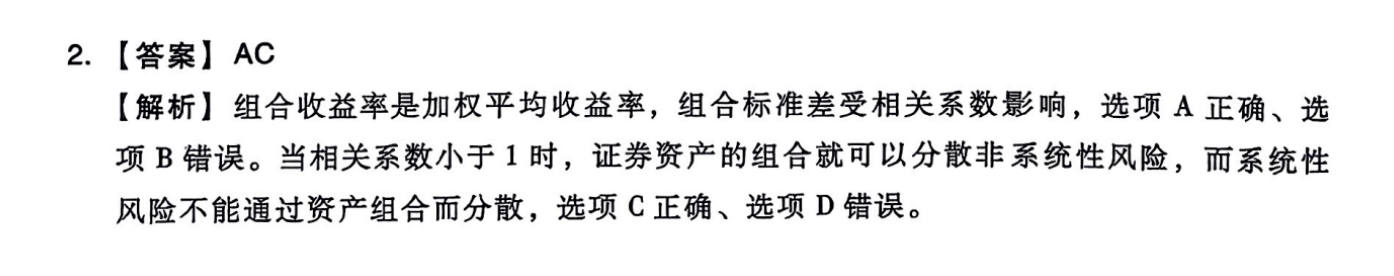 2. 【答案】AC
【解析】组合收益率是加权平均收益率，组合标准差受相关系数影响，选项 A 正确、选
项 B 错误。当相关系数小于 1 时，证券资产的组合就可以分散非系统性风险，而系统性
风险不能通过资产组合而分散，选项 C 正确、选项 D 错误。